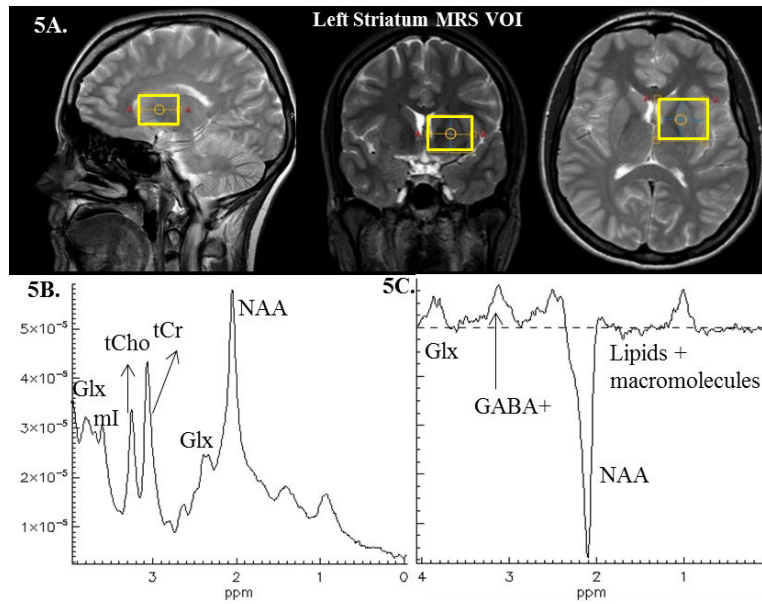 5A.
Left Striatum MRS VOI
A
A
A
A
A
A
5B.
5×10⁻⁵
4×10⁻⁵
3×10⁻⁵
2×10⁻⁵
1×10⁻⁵
Glx
mI
tCho
tCr
Glx
NAA
3
2
1
0
ppm
5C.
Glx
GABA+
Lipids +
macromolecules
NAA
4
3
2
1
ppm